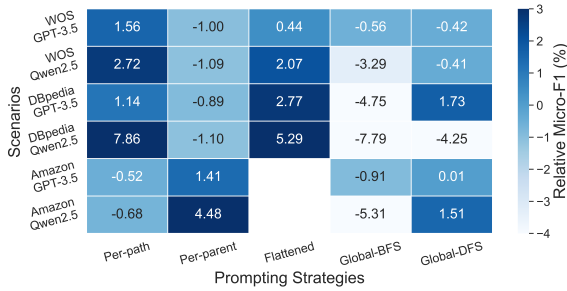 WOS
GPT-3.5
1.56 -1.00 0.44 -0.56 -0.42
WOS
Qwen2.5
2.72 -1.09 2.07 -3.29 -0.41
DBpedia
GPT-3.5
1.14 -0.89 2.77 -4.75 1.73
DBpedia
Qwen2.5
7.86 -1.10 5.29 -7.79 -4.25
Amazon
GPT-3.5
-0.52 1.41 -0.91 0.01
Amazon
Qwen2.5
-0.68 4.48 -5.31 1.51
Scenarios
Per-path Per-parent Flattened Global-BFS Global-DFS
Prompting Strategies
3
2
1
0
−1
−2
−3
−4
Relative Micro-F1 (%)